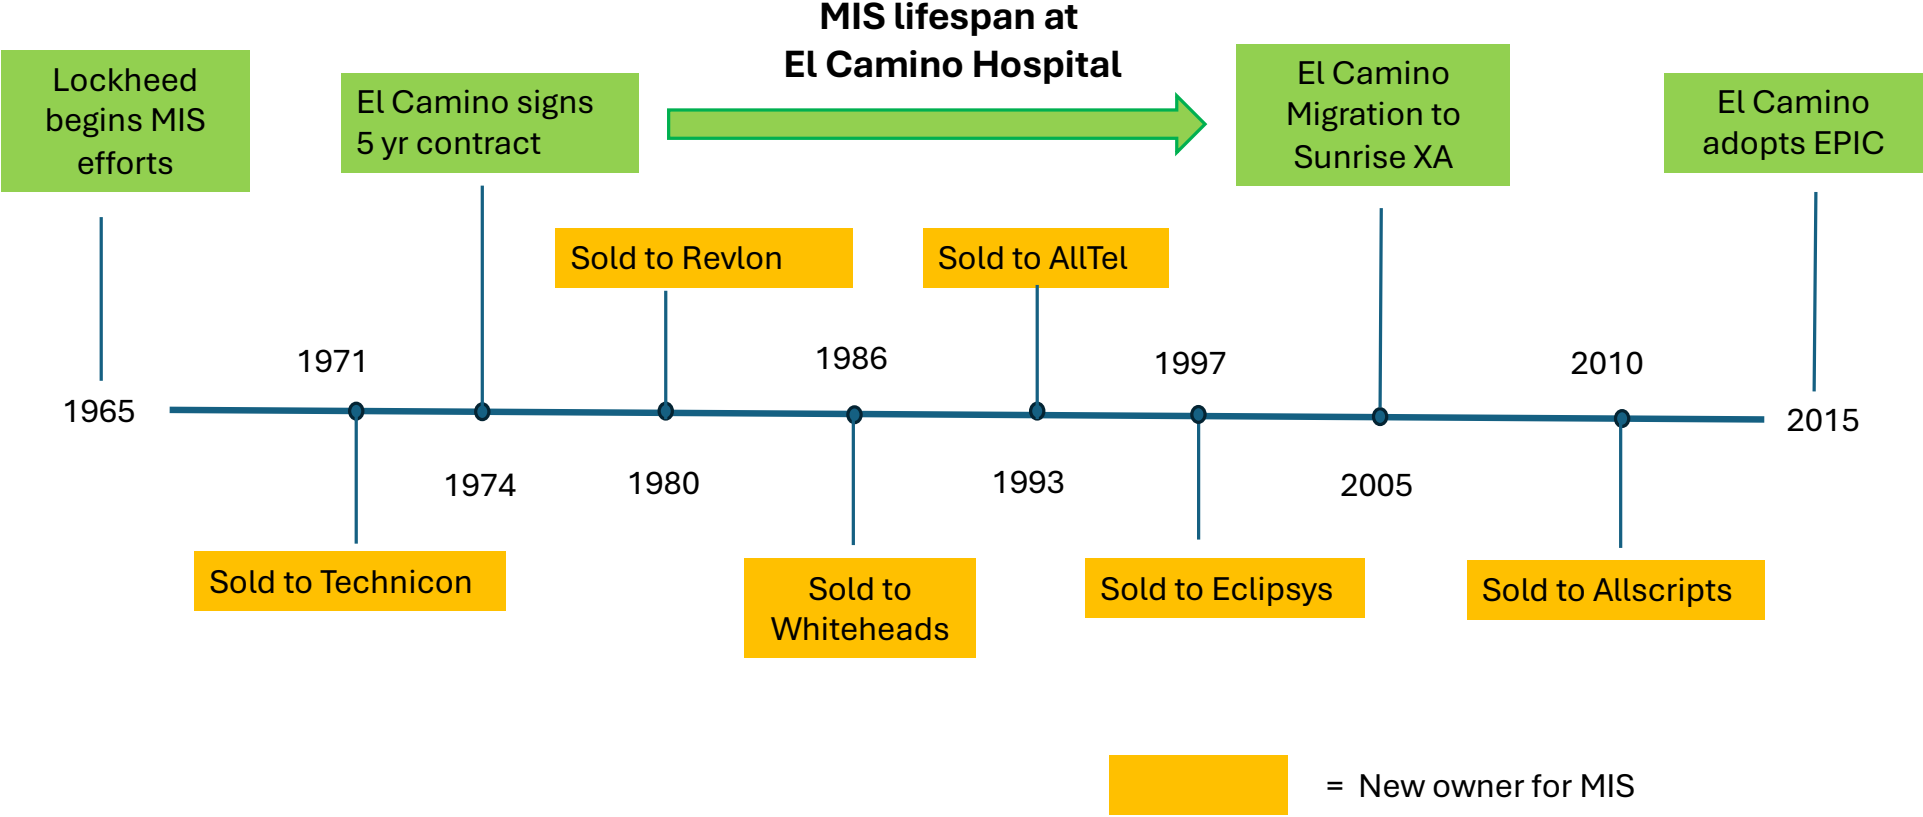 MIS lifespan at
El Camino Hospital
Lockheed
begins MIS
efforts
El Camino signs
5 yr contract
El Camino
Migration to
Sunrise XA
El Camino
adopts EPIC
Sold to Revlon
Sold to AllTel
1971
1986
1997
2010
1965
2015
1974
1980
1993
2005
Sold to Technicon
Sold to
Whiteheads
Sold to Eclipsys
Sold to Allscripts
= New owner for MIS